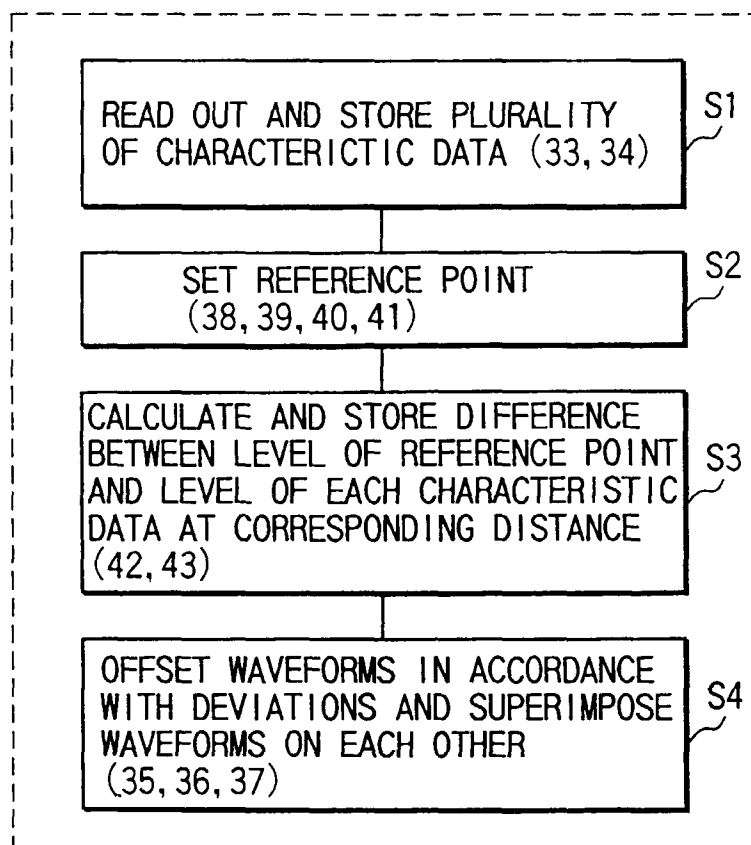 READ OUT AND STORE PLURALITY
OF CHARACTERICTIC DATA (33, 34)
S1
SET REFERENCE POINT
(38, 39, 40, 41)
S2
CALCULATE AND STORE DIFFERENCE
BETWEEN LEVEL OF REFERENCE POINT
AND LEVEL OF EACH CHARACTERISTIC
DATA AT CORRESPONDING DISTANCE
(42, 43)
S3
OFFSET WAVEFORMS IN ACCORDANCE
WITH DEVIATIONS AND SUPERIMPOSE
WAVEFORMS ON EACH OTHER
(35, 36, 37)
S4